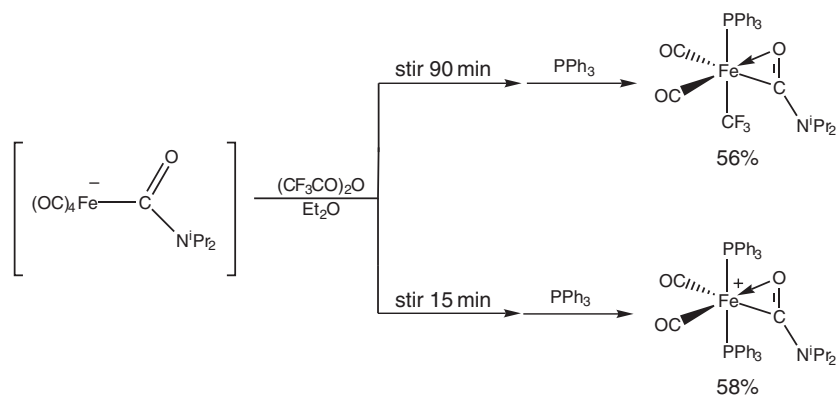 O
(OC)₄Fe
–
C
NⁱPr₂
(CF₃CO)₂O
Et₂O
stir 90 min
PPh₃
PPh₃
OC
O
Fe
OC
C
CF₃
NⁱPr₂
56%
stir 15 min
PPh₃
PPh₃
OC
+
O
Fe
OC
C
PPh₃
NⁱPr₂
58%